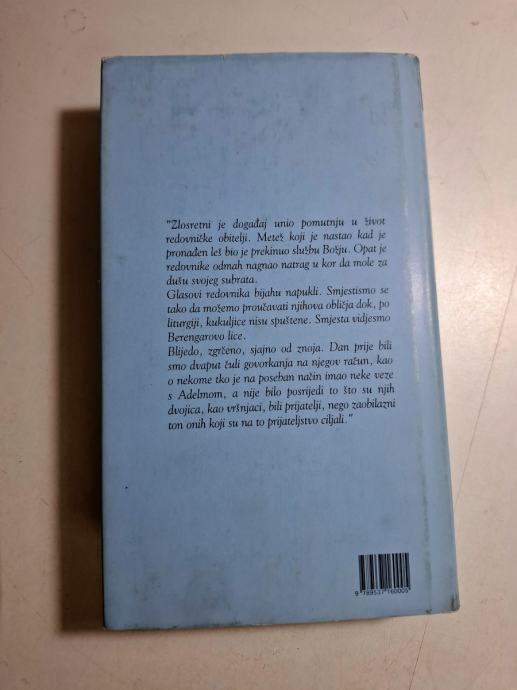 "Zlosretni je događaj unio pomutnju u život
redovničke obitelji. Metež koji je nastao kad je
pronađen leš bio je prekinuo službu Božju. Opat je
redovnike odmah nagnao natrag u kor da mole za
dušu svojeg subrata.
Glasovi redovnika bijahu napukli. Smjestismo se
tako da možemo proučavati njihova obličja dok, po
liturgiji, kukuljice nisu spuštene. Smjesta vidjesmo
Berengarovo lice.
Blijedo, zgrčeno, sjajno od znoja. Dan prije bili
smo dvaput čuli govorkanja na njegov račun, kao
o nekome tko je na poseban način imao neke veze
s Adelmom, a nije bilo posrijedi to što su njih
dvojica, kao vršnjaci, bili prijatelji, nego zaobilazni
ton onih koji su na to prijateljstvo ciljali."
9 789537 160005